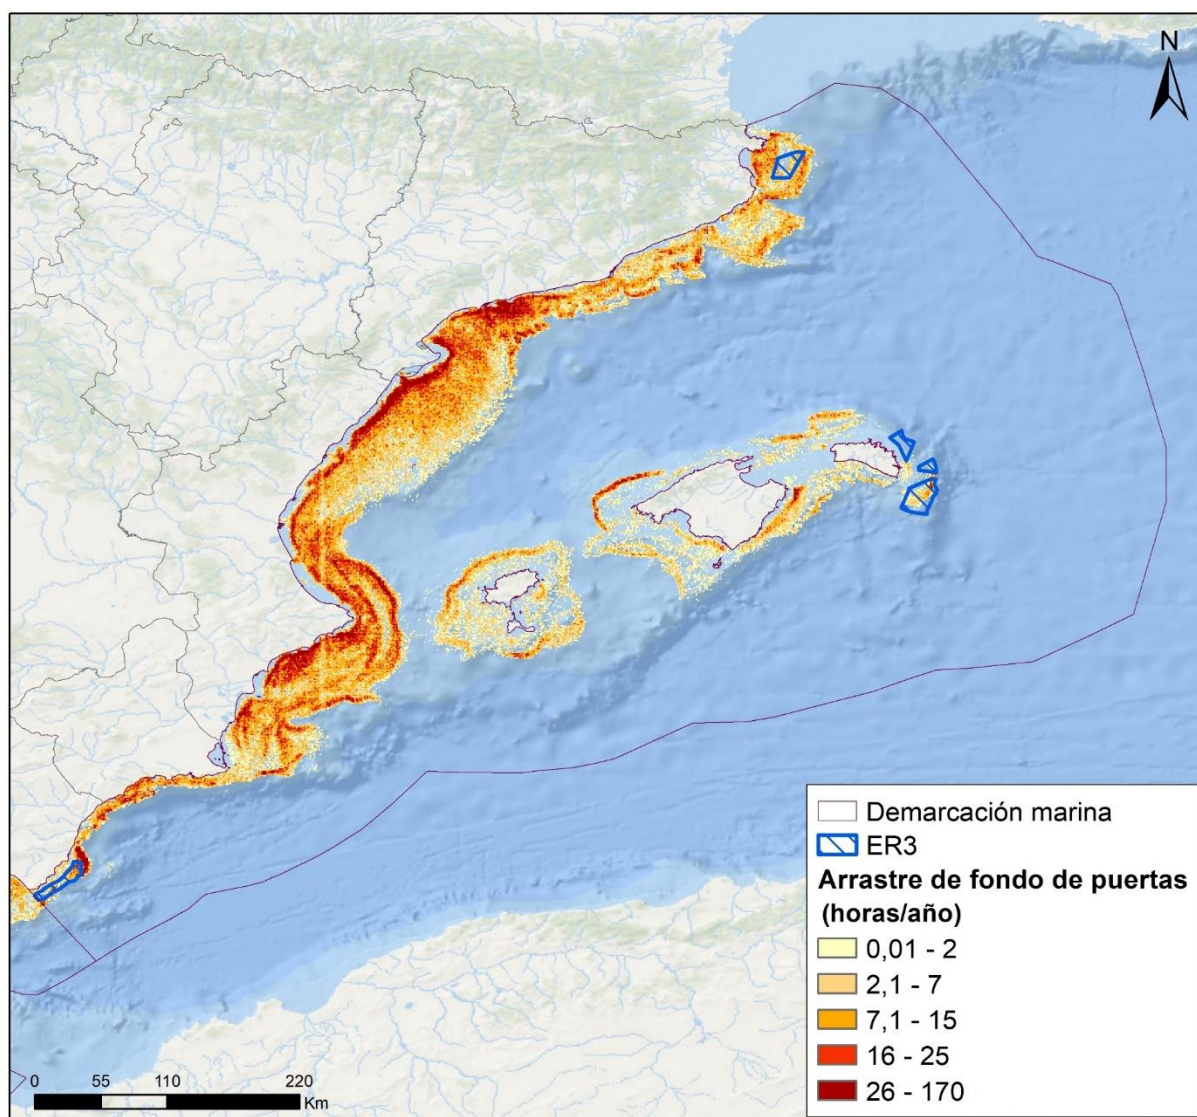 N
Demarcación marina
ER3
Arrastre de fondo de puertas
(horas/año)
0,01 - 2
2,1 - 7
7,1 - 15
16 - 25
26 - 170
0 55 110 220
Km